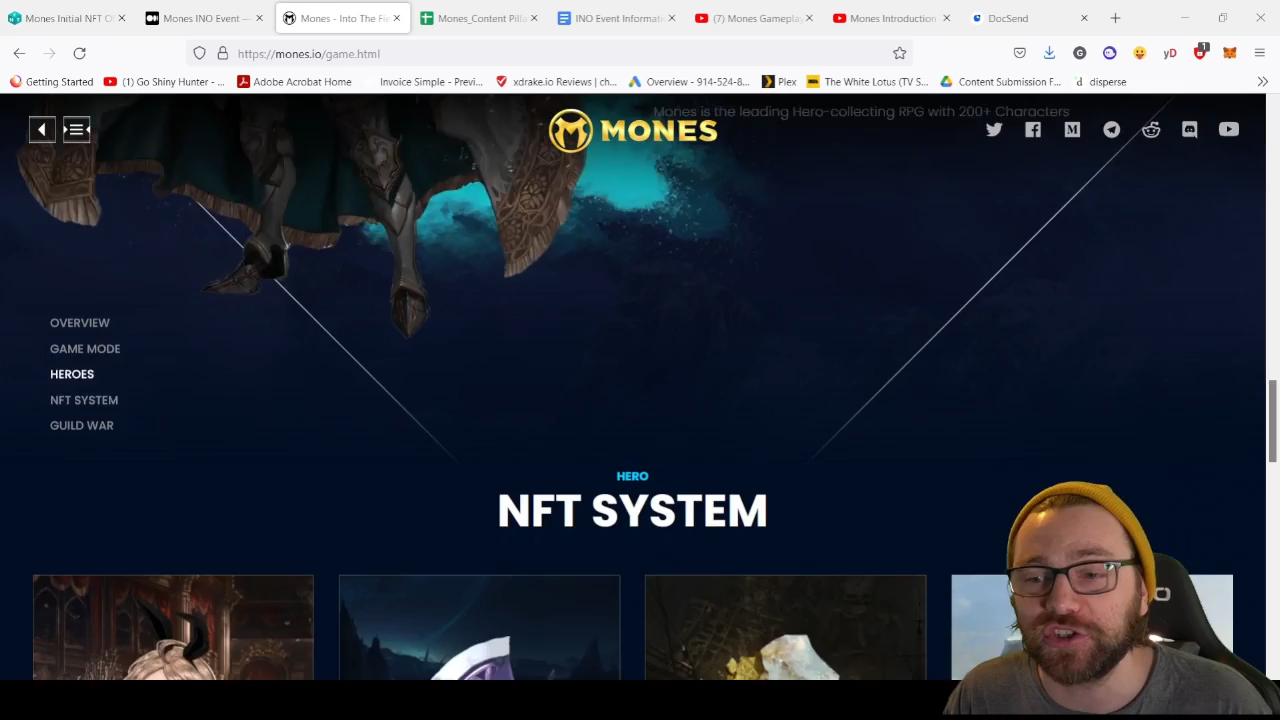 Mones Initial NFT O
Mones INO Event —
Mones - Into The Fie
Mones_Content Pilla
INO Event Informati
(7) Mones Gameplay
Mones Introduction
DocSend
https://mones.io/game.html
Getting Started
(1) Go Shiny Hunter - ...
Adobe Acrobat Home
Invoice Simple - Previ...
xdrake.io Reviews | ch...
Overview - 914-524-8...
Plex
The White Lotus (TV S...
Content Submission F...
disperse
Mones is the leading Hero-collecting RPG with 200+ Characters
MONES
OVERVIEW
GAME MODE
HEROES
NFT SYSTEM
GUILD WAR
HERO
NFT SYSTEM